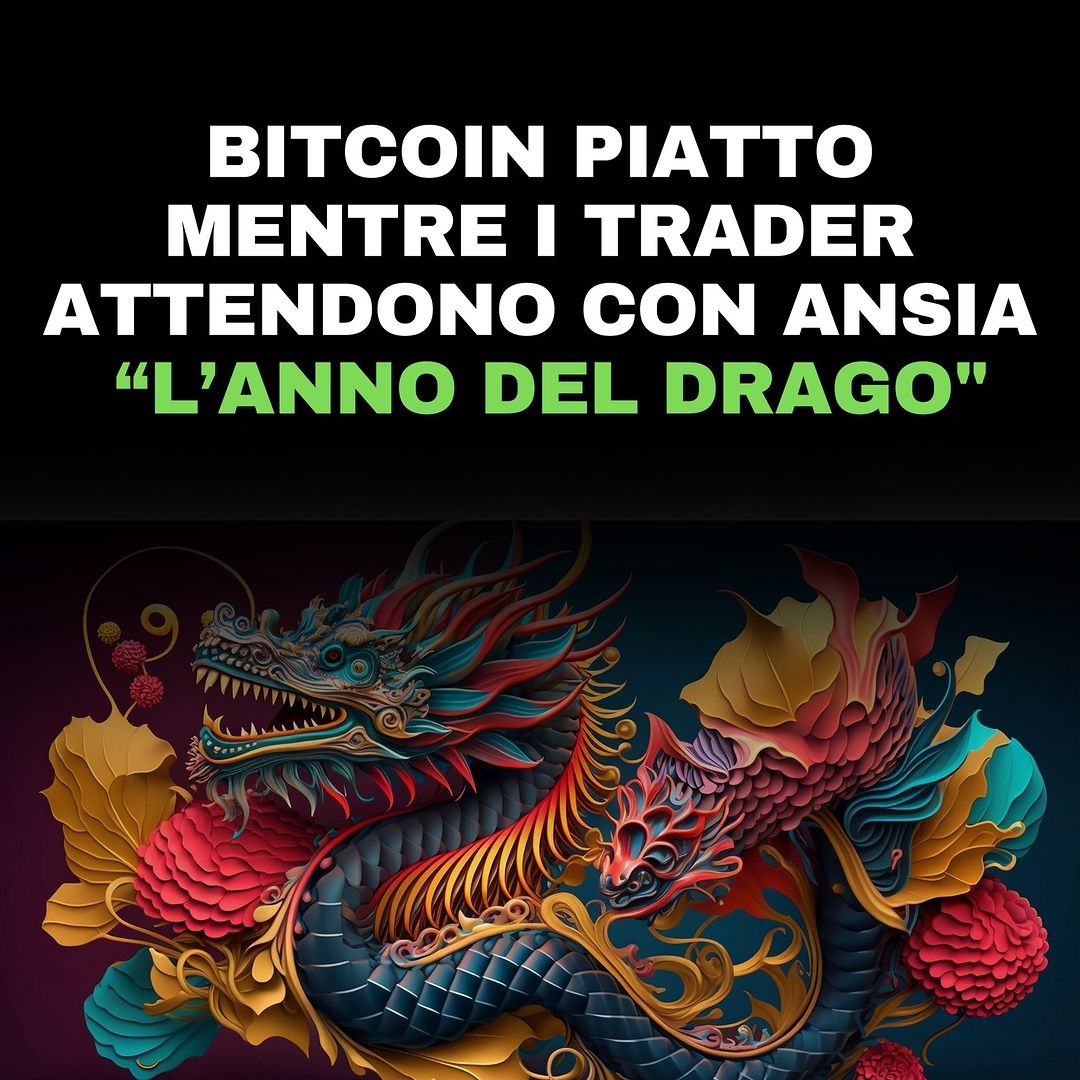 BITCOIN PIATTO
MENTRE I TRADER
ATTENDONO CON ANSIA
“L’ANNO DEL DRAGO"